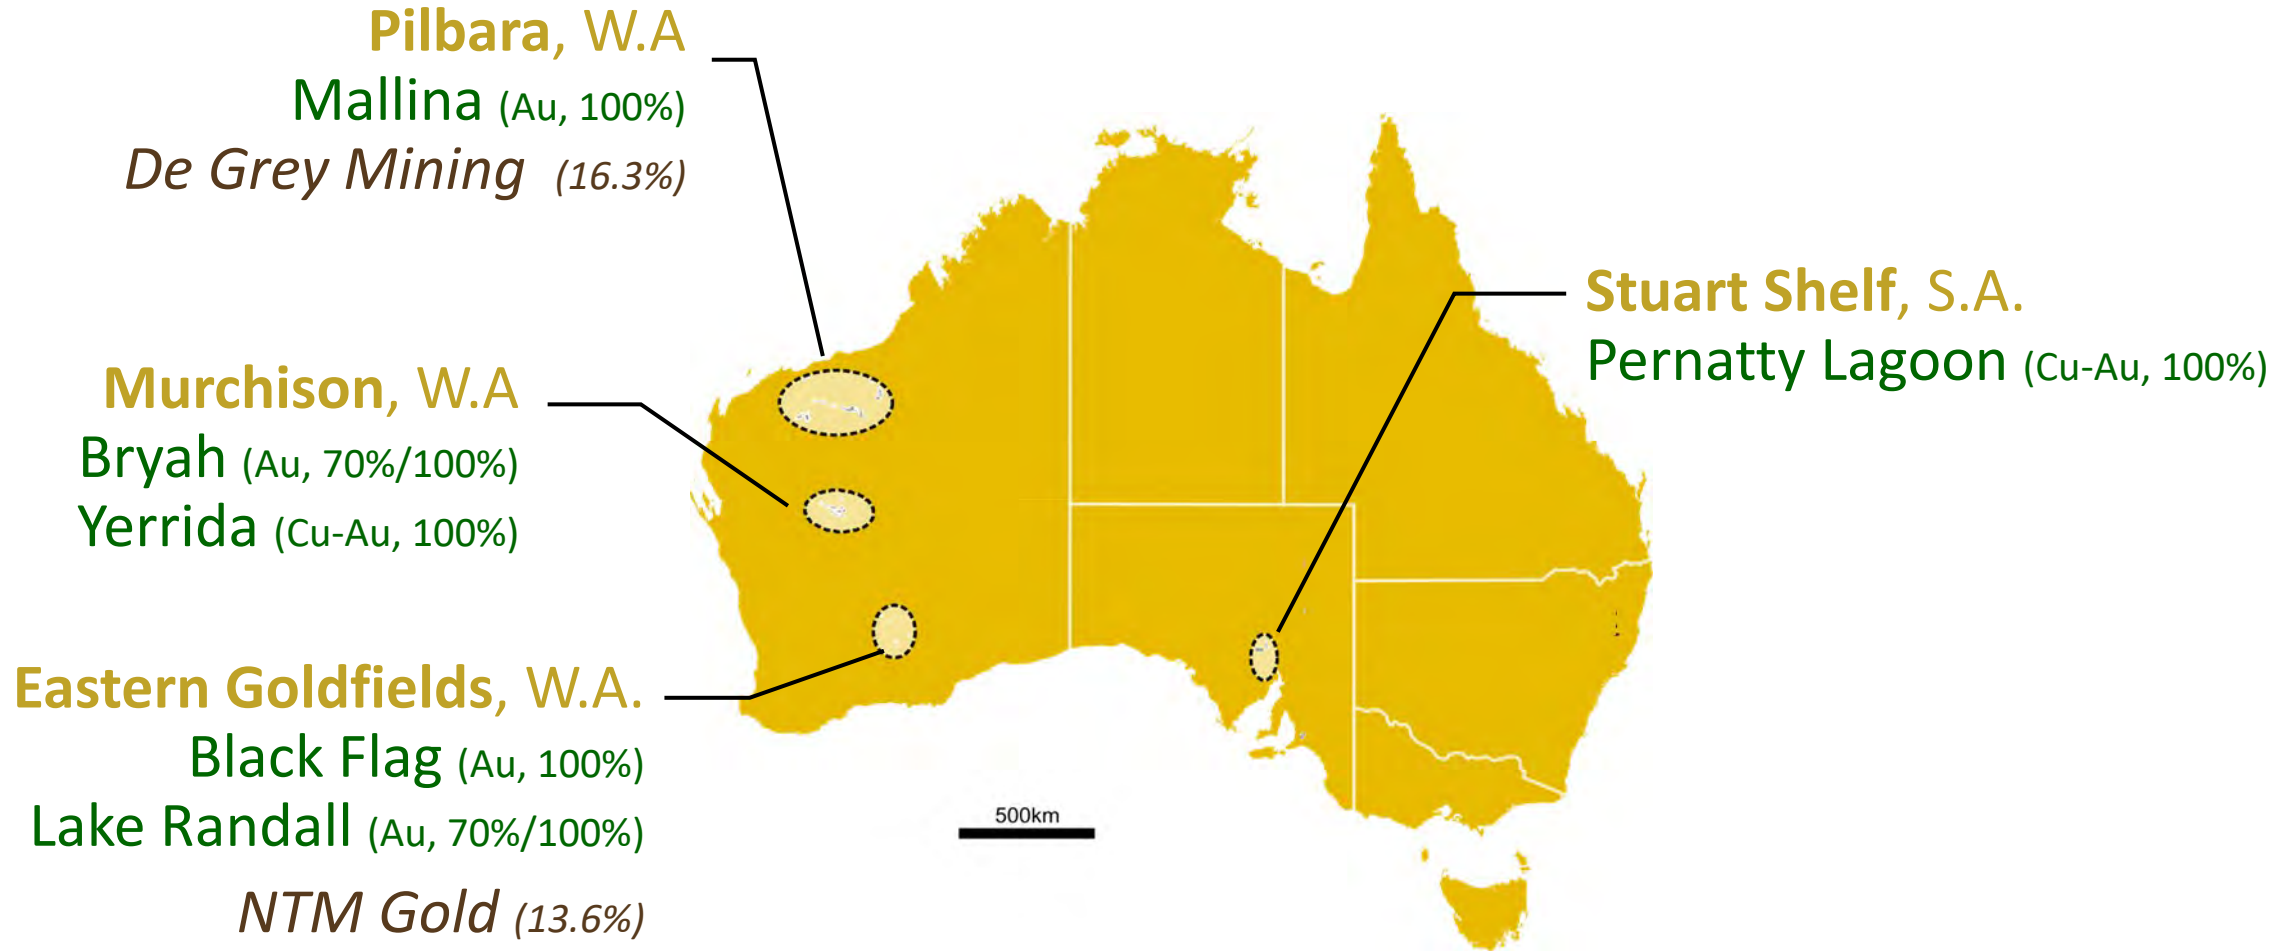 Pilbara, W.A
Mallina (Au, 100%)
De Grey Mining (16.3%)
Murchison, W.A
Bryah (Au, 70%/100%)
Yerrida (Cu-Au, 100%)
Eastern Goldfields, W.A.
Black Flag (Au, 100%)
Lake Randall (Au, 70%/100%)
NTM Gold (13.6%)
Stuart Shelf, S.A.
Pernatty Lagoon (Cu-Au, 100%)
500km